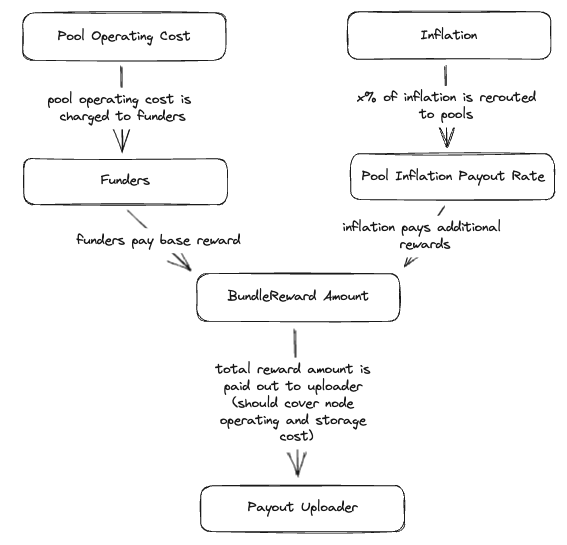 Pool Operating Cost
Inflation
pool operating cost is
charged to funders
x% of inflation is rerouted
to pools
Funders
Pool Inflation Payout Rate
funders pay base reward
inflation pays additional
rewards
BundleReward Amount
total reward amount is
paid out to uploader
(should cover node
operating and storage
cost)
Payout Uploader